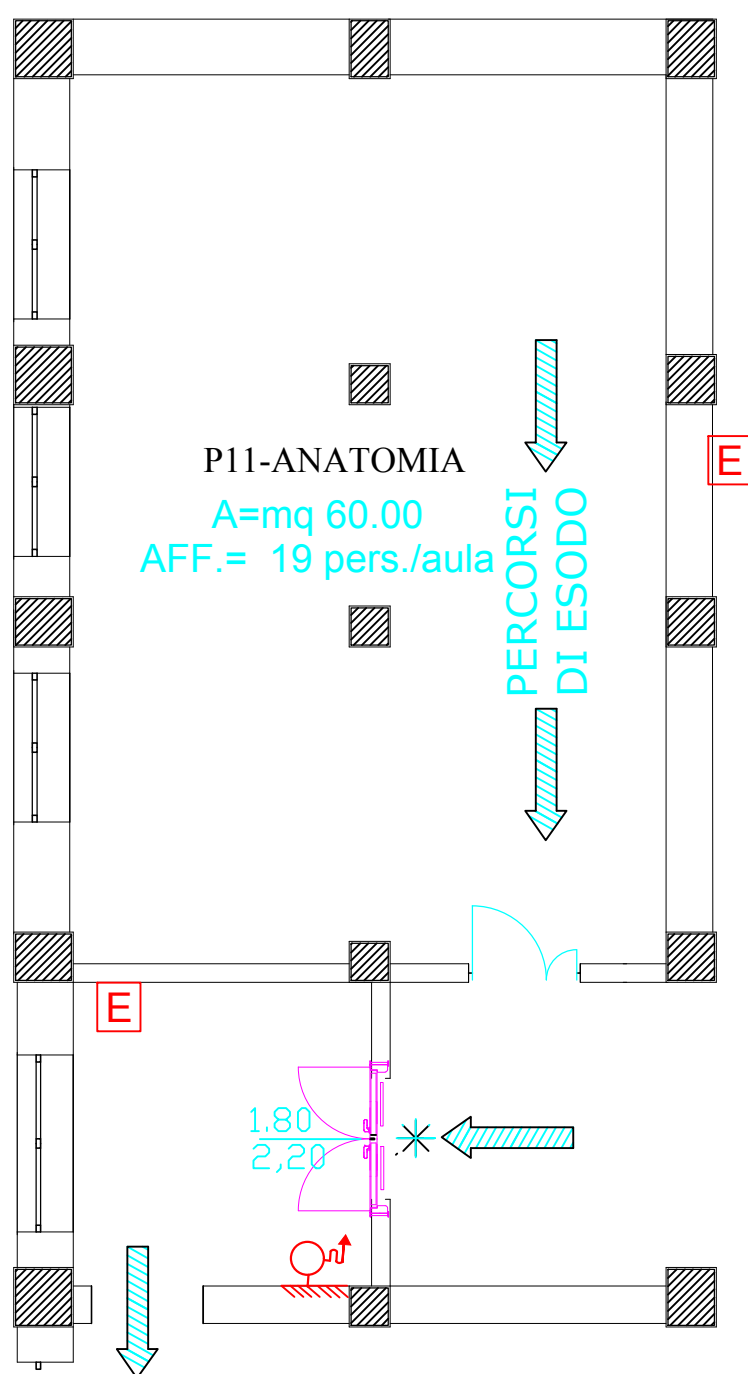 E
P11-ANATOMIA
A=mq 60.00
AFF.= 19 pers./aula
PERCORSI
DI ESODO
E
1.80
2,20